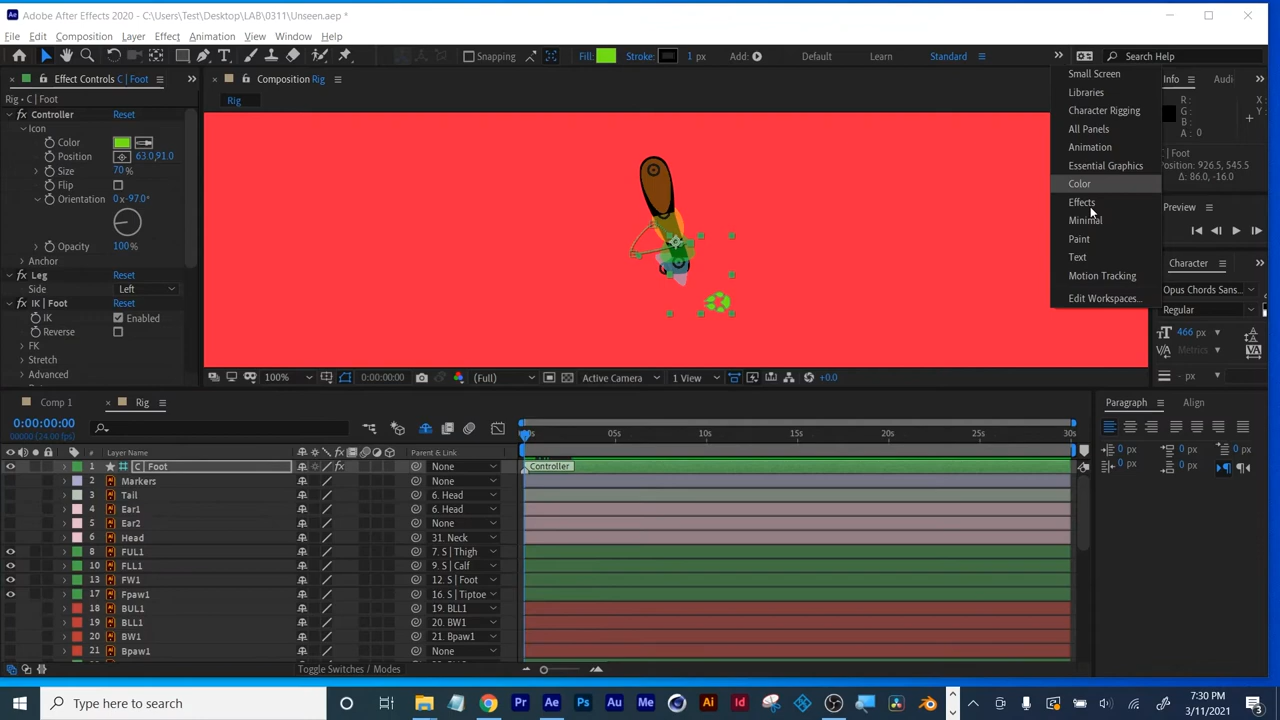 Adobe After Effects 2020 - C:\Users\Test\Desktop\LAB\0311\Unseen.aep *
File Edit Composition Layer Effect Animation View Window Help
Snapping Fill: Stroke: 1 px Add: Default Learn Standard Search Help
Effect Controls C | Foot
Composition Rig
Info Audi
Rig • C | Foot
Rig
Controller Reset
Icon
Color
Position 63.0,91.0
Size 70 %
Flip
Orientation 0 x-97.0°
Opacity 100 %
Anchor
Leg Reset
Side Left
IK | Foot Reset
IK Enabled
Reverse
FK
Stretch
Advanced
Small Screen
Libraries
Character Rigging
All Panels
Animation
Essential Graphics
Color
Effects
Minimal
Paint
Text
Motion Tracking
Edit Workspaces...
R:
G:
B:
A: 0
X:
Y:
C | Foot
Position: 926.5, 545.5
Δ: 86.0, -16.0
Preview
Character
Opus Chords Sans...
Regular
466 px
Metrics
- px
100% 0:00:00:00 (Full) Active Camera 1 View +0.0
Comp 1 Rig
Paragraph Align
0:00:00:00
00000 (24.00 fps)
05s 10s 15s 20s 25s 30s
# Layer Name Parent & Link
1 C | Foot None Controller
2 Markers None
3 Tail 6. Head
4 Ear1 6. Head
5 Ear2 None
6 Head 31. Neck
8 FUL1 7. S | Thigh
10 FLL1 9. S | Calf
13 FW1 12. S | Foot
17 Fpaw1 16. S | Tiptoe
18 BUL1 19. BLL1
19 BLL1 20. BW1
20 BW1 21. Bpaw1
21 Bpaw1 None
Toggle Switches / Modes
0 px 0 px 0 px
0 px 0 px
Type here to search
7:30 PM
3/11/2021